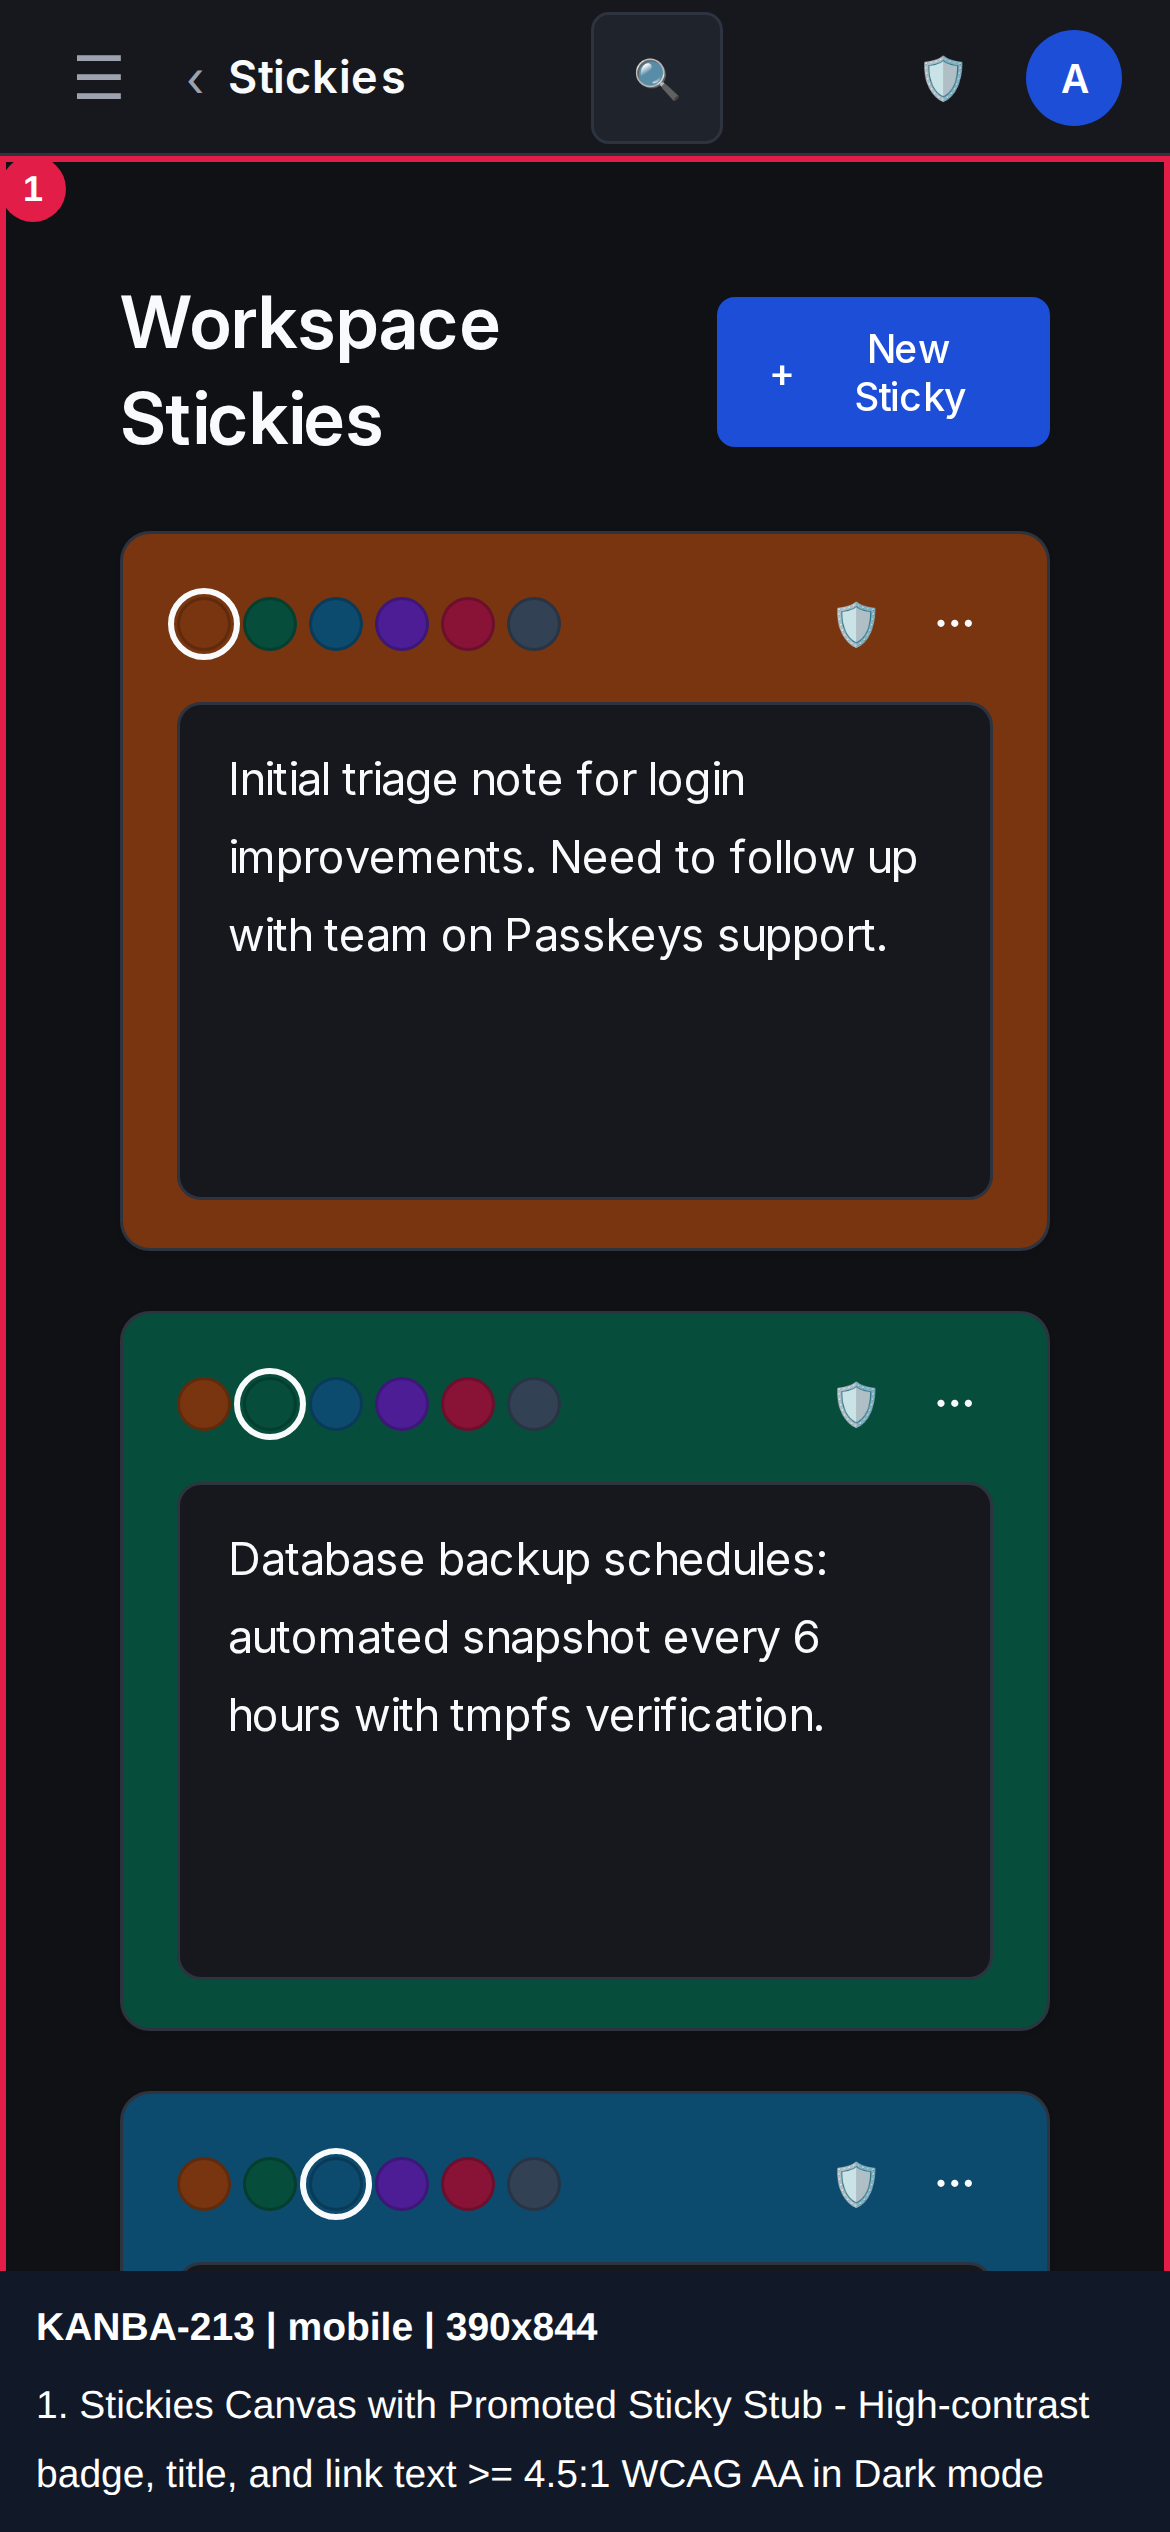 ☰ ‹ Stickies A
1
Workspace
Stickies
+ New
Sticky
Initial triage note for login
improvements. Need to follow up
with team on Passkeys support.
Database backup schedules:
automated snapshot every 6
hours with tmpfs verification.
KANBA-213 | mobile | 390x844
1. Stickies Canvas with Promoted Sticky Stub - High-contrast
badge, title, and link text >= 4.5:1 WCAG AA in Dark mode